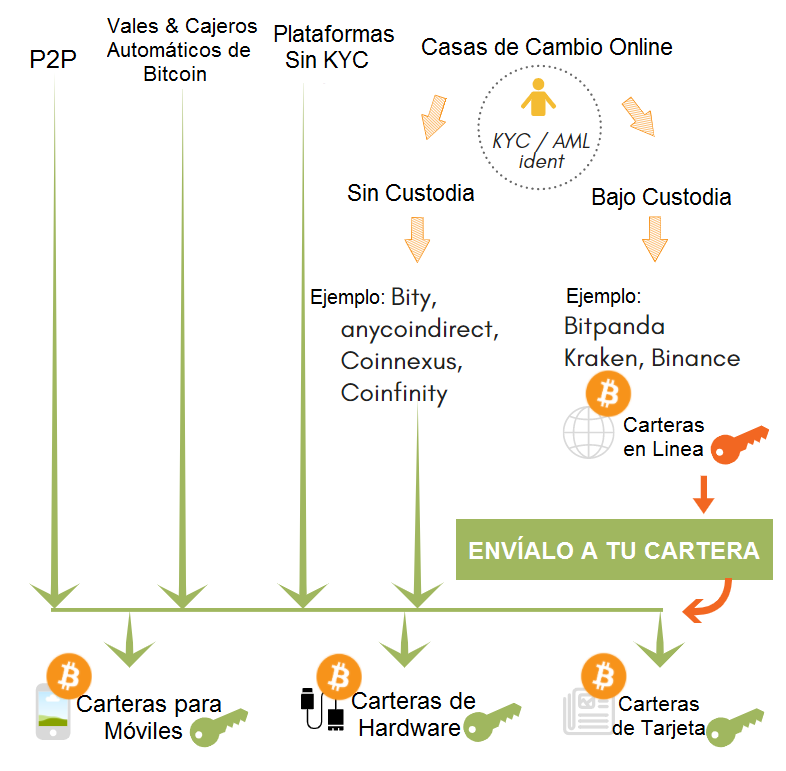 P2P
Vales & Cajeros
Automáticos de
Bitcoin
Plataformas
Sin KYC
Casas de Cambio Online
KYC / AML
ident
Sin Custodia
Bajo Custodia
Ejemplo: Bity,
anycoindirect,
Coinnexus,
Coinfinity
Ejemplo:
Bitpanda
Kraken, Binance
Carteras
en Linea
ENVÍALO A TU CARTERA
Carteras para
Móviles
Carteras de
Hardware
Carteras
de Tarjeta